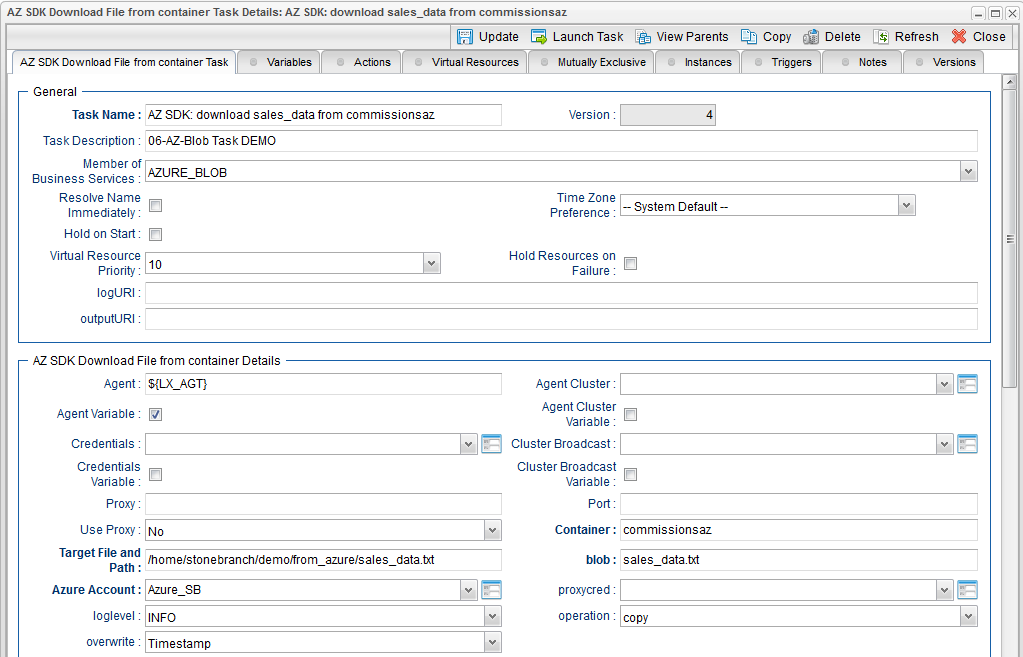 AZ SDK Download File from container Task Details: AZ SDK: download sales_data from commissionsaz
Update Launch Task View Parents Copy Delete Refresh Close
AZ SDK Download File from container Task Variables Actions Virtual Resources Mutually Exclusive Instances Triggers Notes Versions
General
Task Name : AZ SDK: download sales_data from commissionsaz Version : 4
Task Description : 06-AZ-Blob Task DEMO
Member of
Business Services : AZURE_BLOB
Resolve Name
Immediately :
Time Zone
Preference : -- System Default --
Hold on Start :
Virtual Resource
Priority : 10
Hold Resources on
Failure :
logURI :
outputURI :
AZ SDK Download File from container Details
Agent : ${LX_AGT} Agent Cluster :
Agent Variable :
Agent Cluster
Variable :
Credentials : Cluster Broadcast :
Credentials
Variable :
Cluster Broadcast
Variable :
Proxy : Port :
Use Proxy : No Container : commissionsaz
Target File and
Path : /home/stonebranch/demo/from_azure/sales_data.txt blob : sales_data.txt
Azure Account : Azure_SB proxycred :
loglevel : INFO operation : copy
overwrite : Timestamp